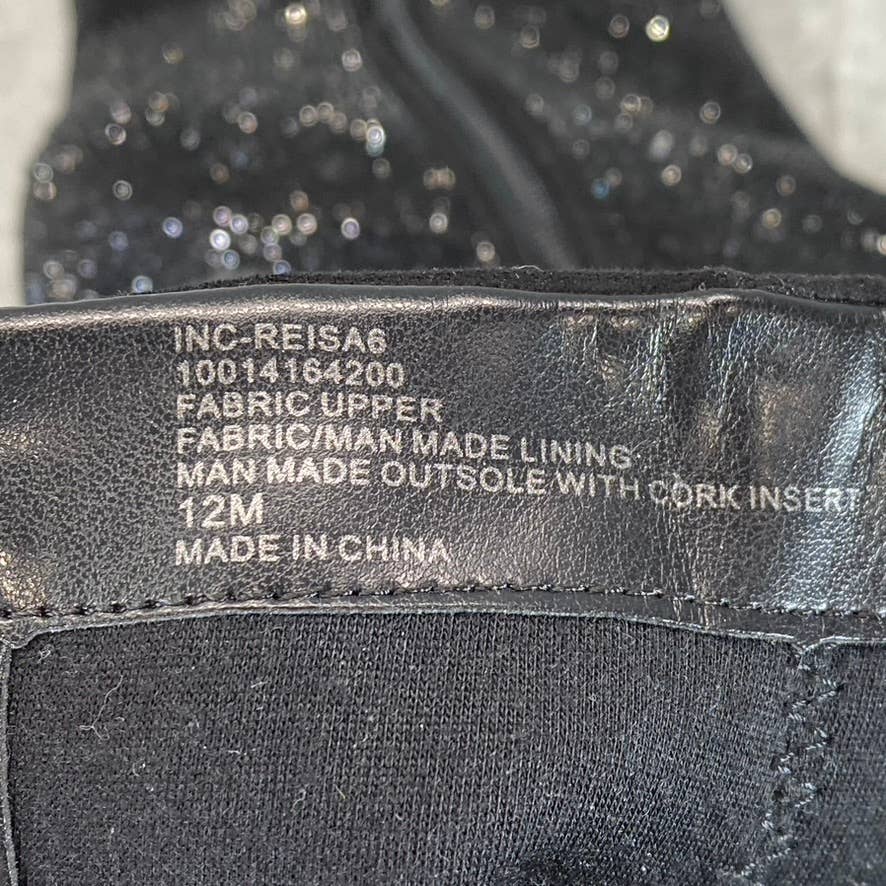 INC-REISA6
10014164200
FABRIC UPPER
FABRIC/MAN MADE LINING
MAN MADE OUTSOLE WITH CORK INSERT
12M
MADE IN CHINA